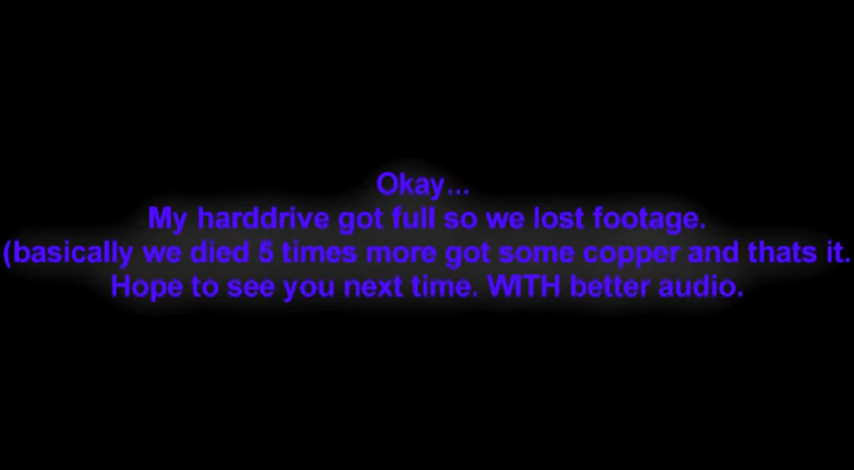 Okay...
My harddrive got full so we lost footage.
(basically we died 5 times more got some copper and thats it.
Hope to see you next time. WITH better audio.